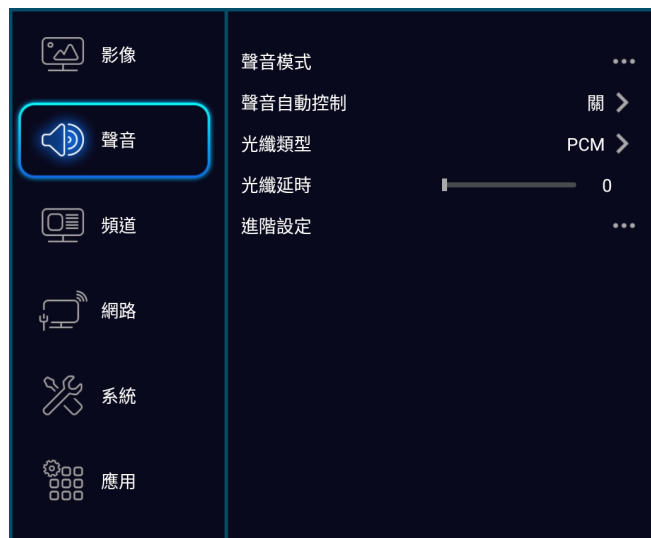 影像
聲音
頻道
網路
系統
應用
聲音模式
聲音自動控制 關
光纖類型 PCM
光纖延時 0
進階設定